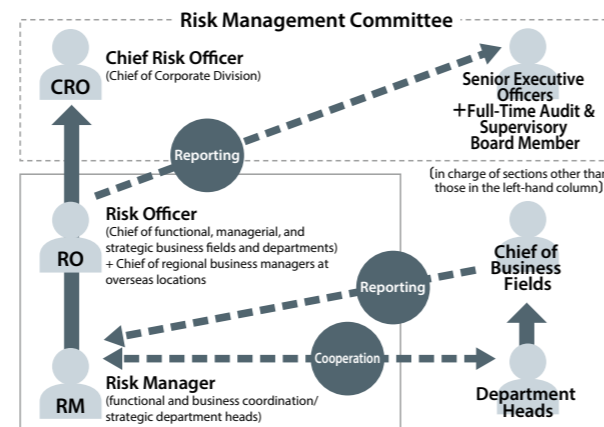 Risk Management Committee
Chief Risk Officer
(Chief of Corporate Division)
CRO
Senior Executive
Officers
+Full-Time Audit &
Supervisory
Board Member
Reporting
(in charge of sections other than
those in the left-hand column)
Risk Officer
(Chief of functional, managerial, and
strategic business fields and departments)
+ Chief of regional business managers at
overseas locations
RO
Chief of
Business
Fields
Reporting
Cooperation
Risk Manager
(functional and business coordination/
strategic department heads)
RM
Department
Heads